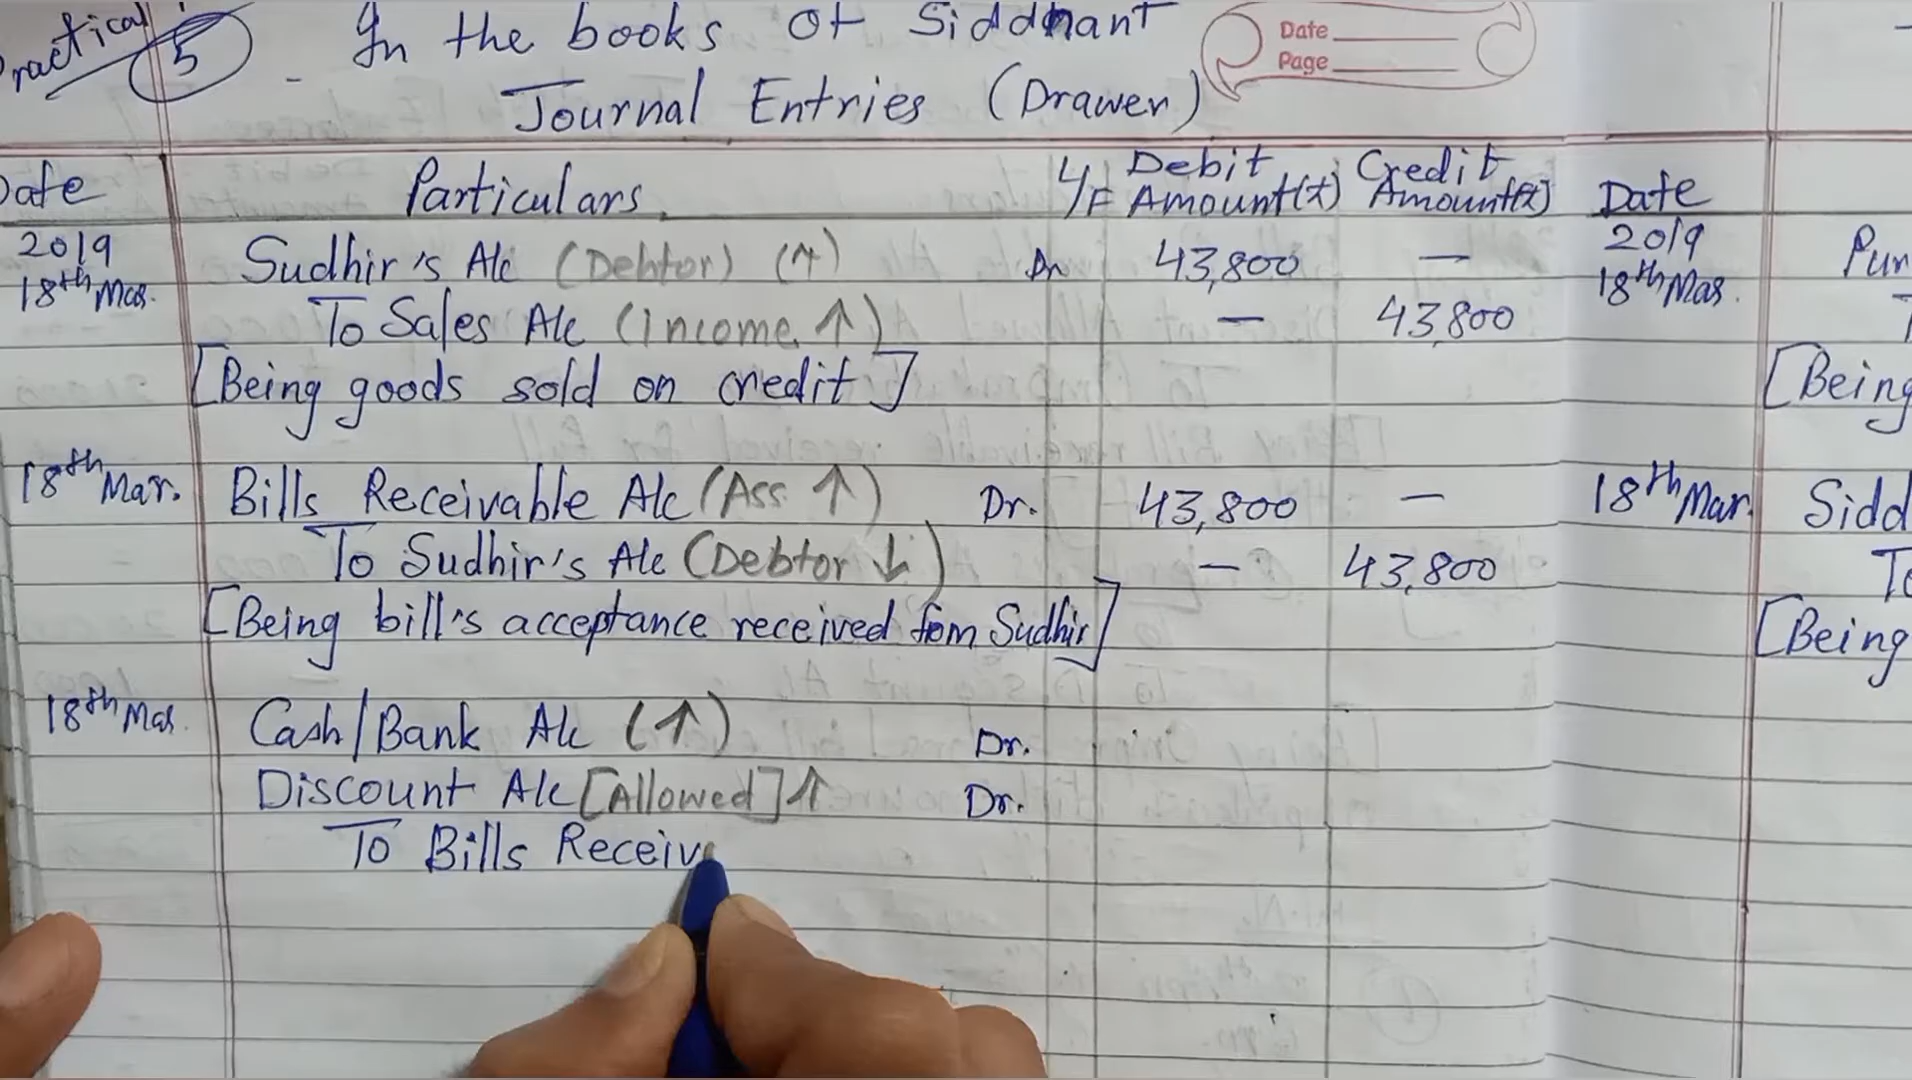 Practical
5
In the books of Siddhant
Date
Page
Journal Entries (Drawer)
Date Particulars L/F Debit Amount(₹) Credit Amount(₹)
2019
18th Mar. Sudhir's A/c (Debtor) (↑) Dr 43,800 —
To Sales A/c (Income ↑) — 43,800
[Being goods sold on credit]
18th Mar. Bills Receivable A/c (Ass ↑) Dr. 43,800 —
To Sudhir's A/c (Debtor ↓) — 43,800
[Being bill's acceptance received fom Sudhir]
18th Mar. Cash/Bank A/c (↑) Dr.
Discount A/c [Allowed] ↑ Dr.
To Bills Receiv
Date
2019
18th Mar.
[Being
18th Mar. Sidd
To
[Being